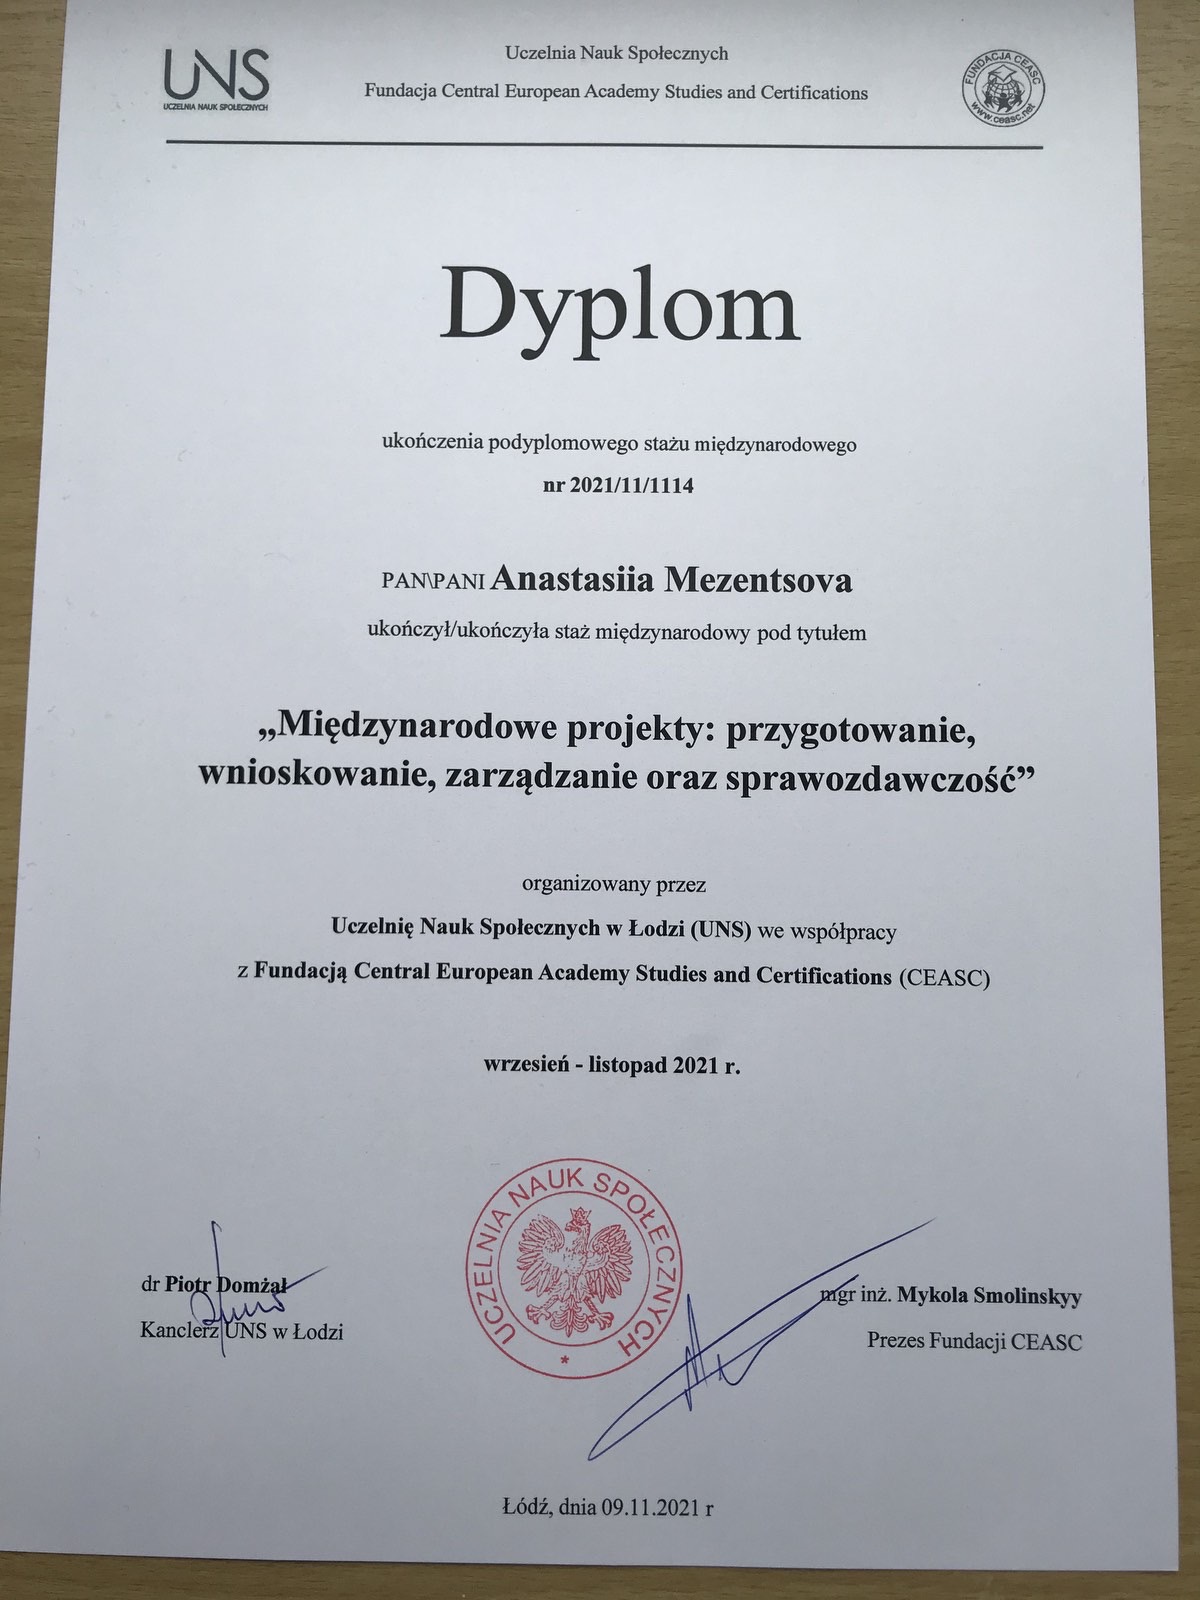 UNS
UCZELNIA NAUK SPOŁECZNYCH
Uczelnia Nauk Społecznych
Fundacja Central European Academy Studies and Certifications
FUNDACJA CEASC
www.ceasc.net
Dyplom
ukończenia podyplomowego stażu międzynarodowego
nr 2021/11/1114
PAN\PANI Anastasiia Mezentsova
ukończył/ukończyła staż międzynarodowy pod tytułem
„Międzynarodowe projekty: przygotowanie,
wnioskowanie, zarządzanie oraz sprawozdawczość”
organizowany przez
Uczelnię Nauk Społecznych w Łodzi (UNS) we współpracy
z Fundacją Central European Academy Studies and Certifications (CEASC)
wrzesień - listopad 2021 r.
UCZELNIA NAUK SPOŁECZNYCH *
dr Piotr Domżał
Kanclerz UNS w Łodzi
mgr inż. Mykola Smolinskyy
Prezes Fundacji CEASC
Łódź, dnia 09.11.2021 r